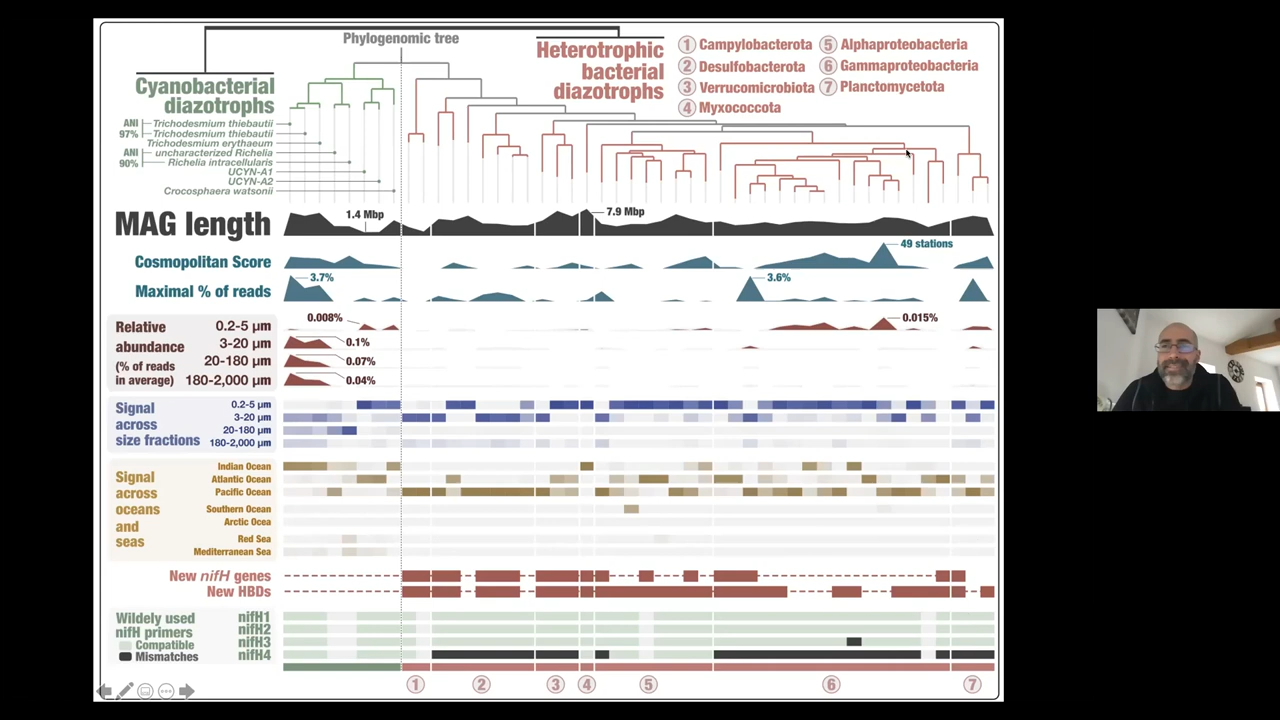 Phylogenomic tree
Cyanobacterial
diazotrophs
Heterotrophic
bacterial
diazotrophs
1 Campylobacterota
2 Desulfobacterota
3 Verrucomicrobiota
4 Myxococcota
5 Alphaproteobacteria
6 Gammaproteobacteria
7 Planctomycetota
ANI
97%
Trichodesmium thiebautii
Trichodesmium thiebautii
Trichodesmium erythaeum
ANI
90%
uncharacterized Richelia
Richelia intracellularis
UCYN-A1
UCYN-A2
Crocosphaera watsonii
MAG length
1.4 Mbp
7.9 Mbp
Cosmopolitan Score
49 stations
Maximal % of reads
3.7%
3.6%
Relative
abundance
(% of reads
in average)
0.2-5 µm
3-20 µm
20-180 µm
180-2,000 µm
0.008%
0.015%
0.1%
0.07%
0.04%
Signal
across
size fractions
0.2-5 µm
3-20 µm
20-180 µm
180-2,000 µm
Signal
across
oceans
and
seas
Indian Ocean
Atlantic Ocean
Pacific Ocean
Southern Ocean
Arctic Ocea
Red Sea
Mediterranean Sea
New nifH genes
New HBDs
Wildely used
nifH primers
Compatible
Mismatches
nifH1
nifH2
nifH3
nifH4
1 2 3 4 5 6 7